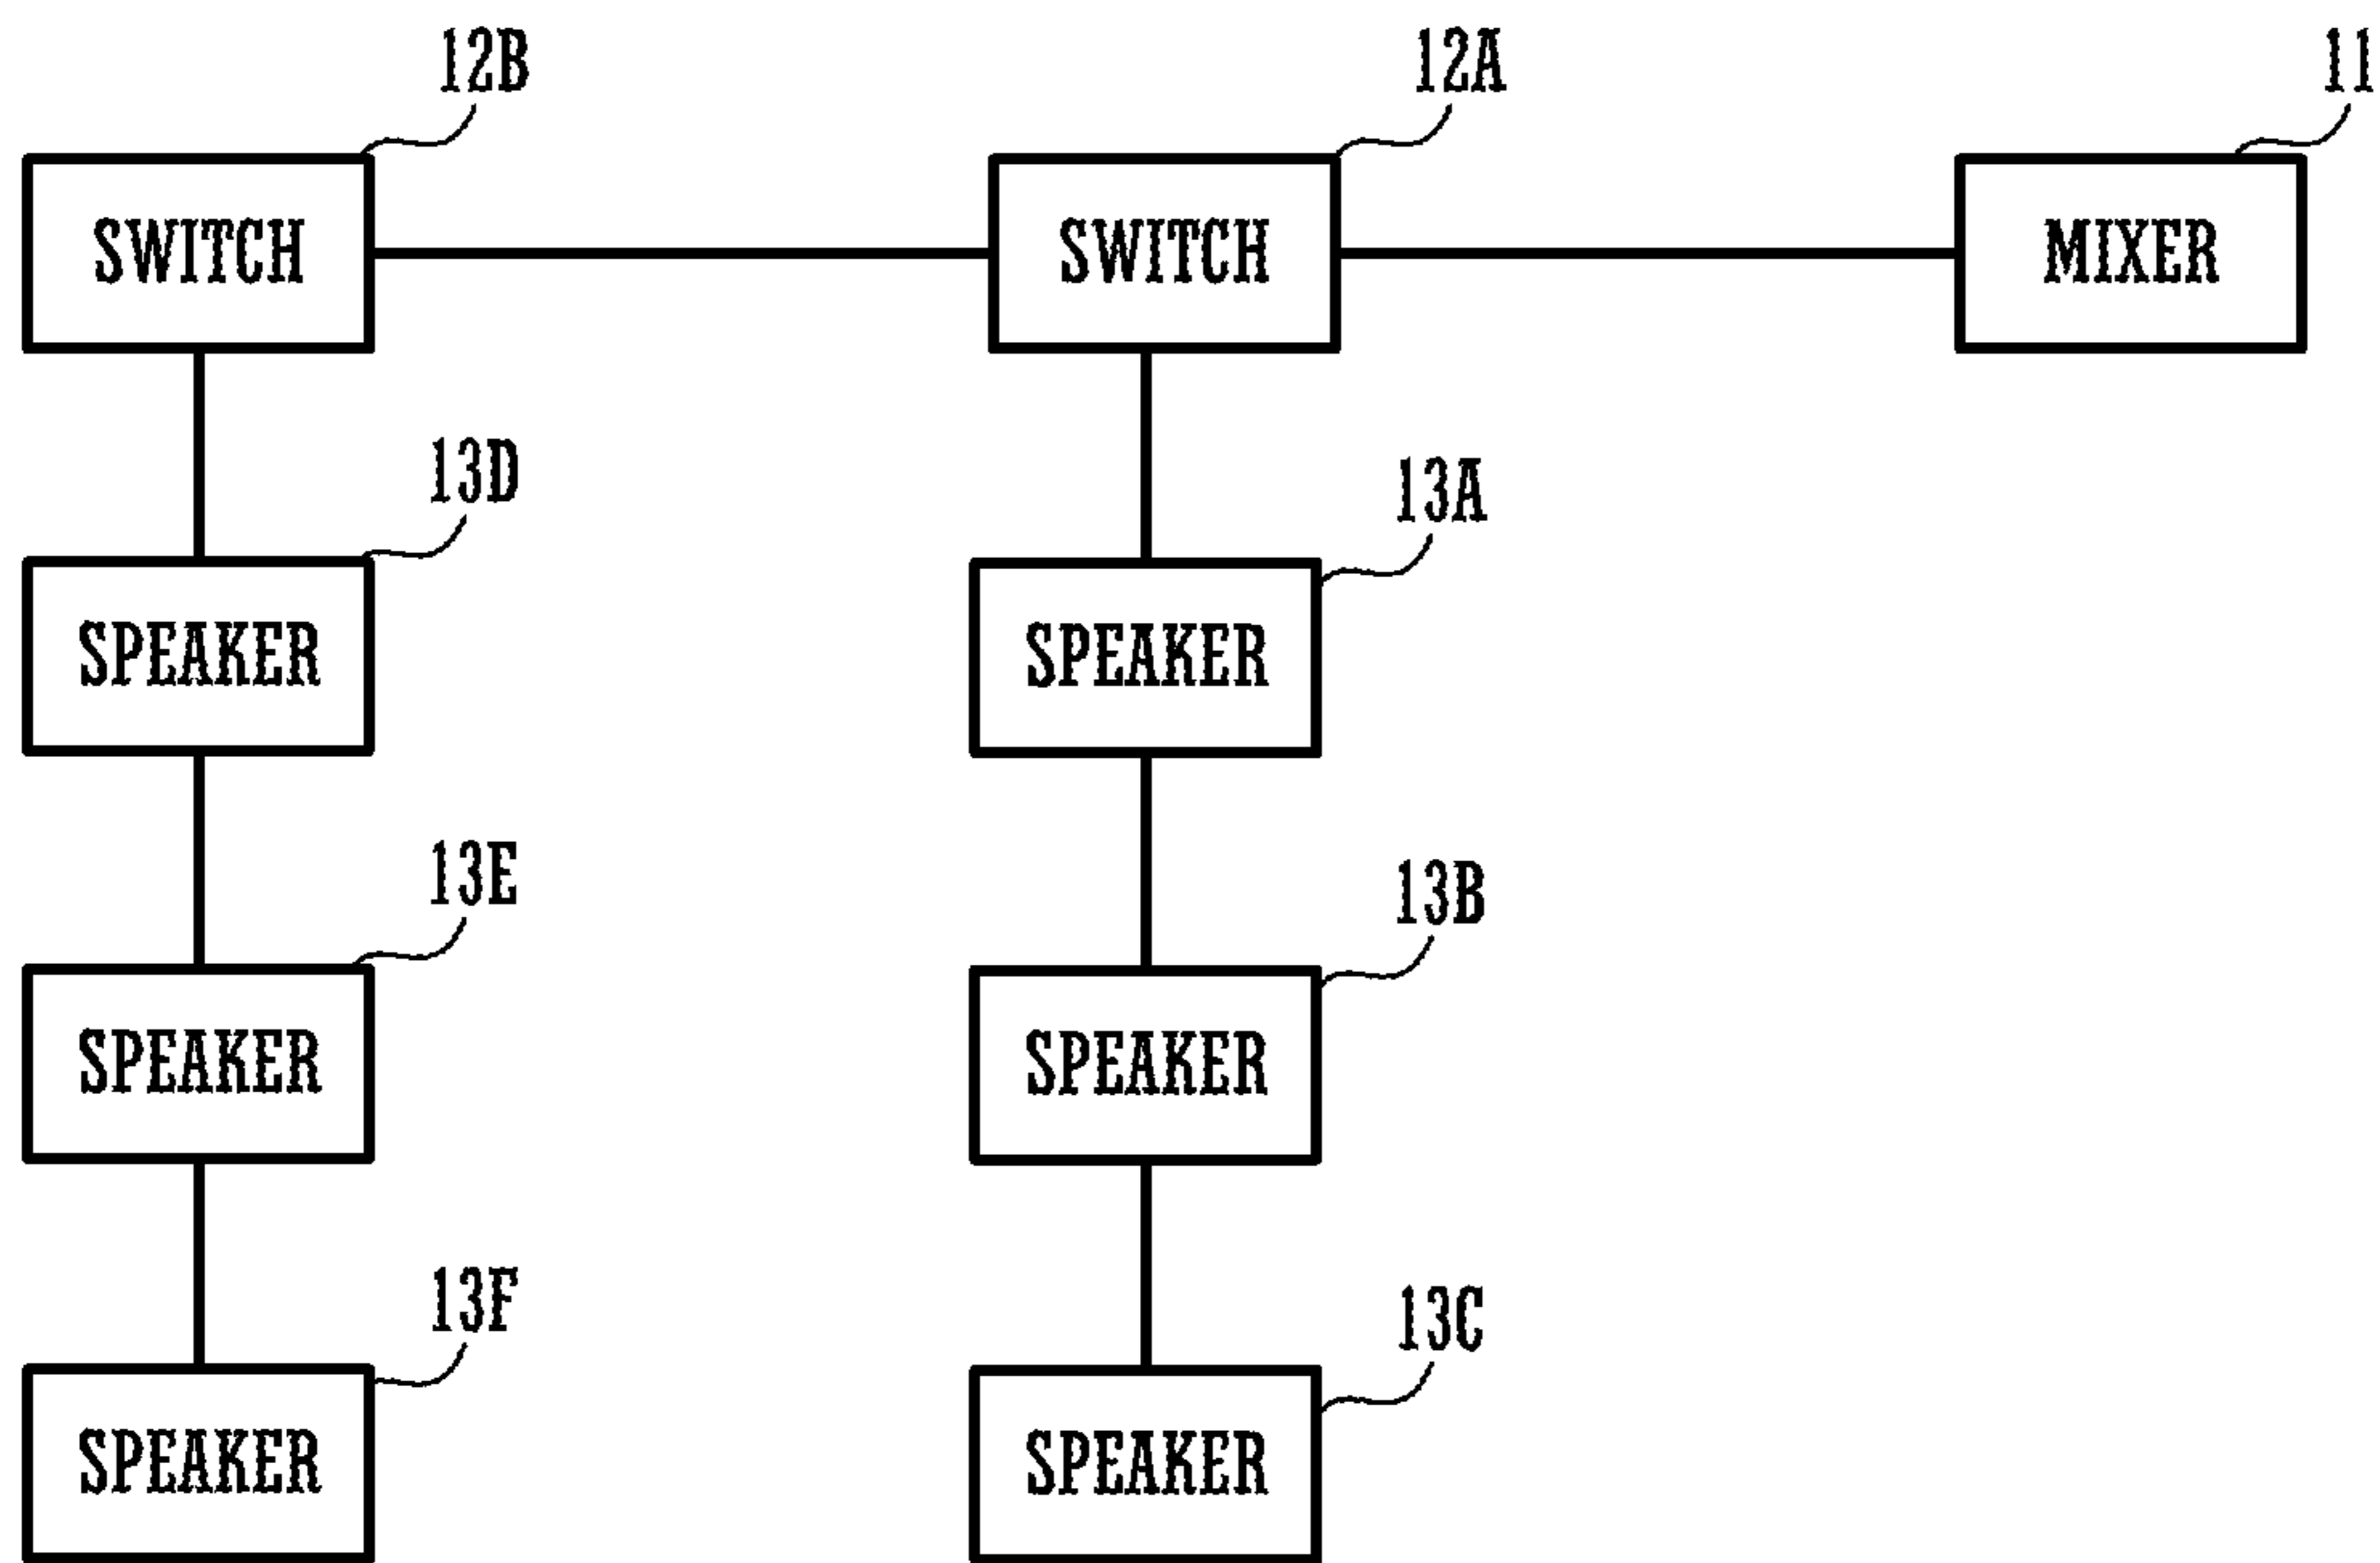 12B
12A
11
SWITCH
SWITCH
MIXER
13D
13A
SPEAKER
SPEAKER
13E
13B
SPEAKER
SPEAKER
13F
13C
SPEAKER
SPEAKER